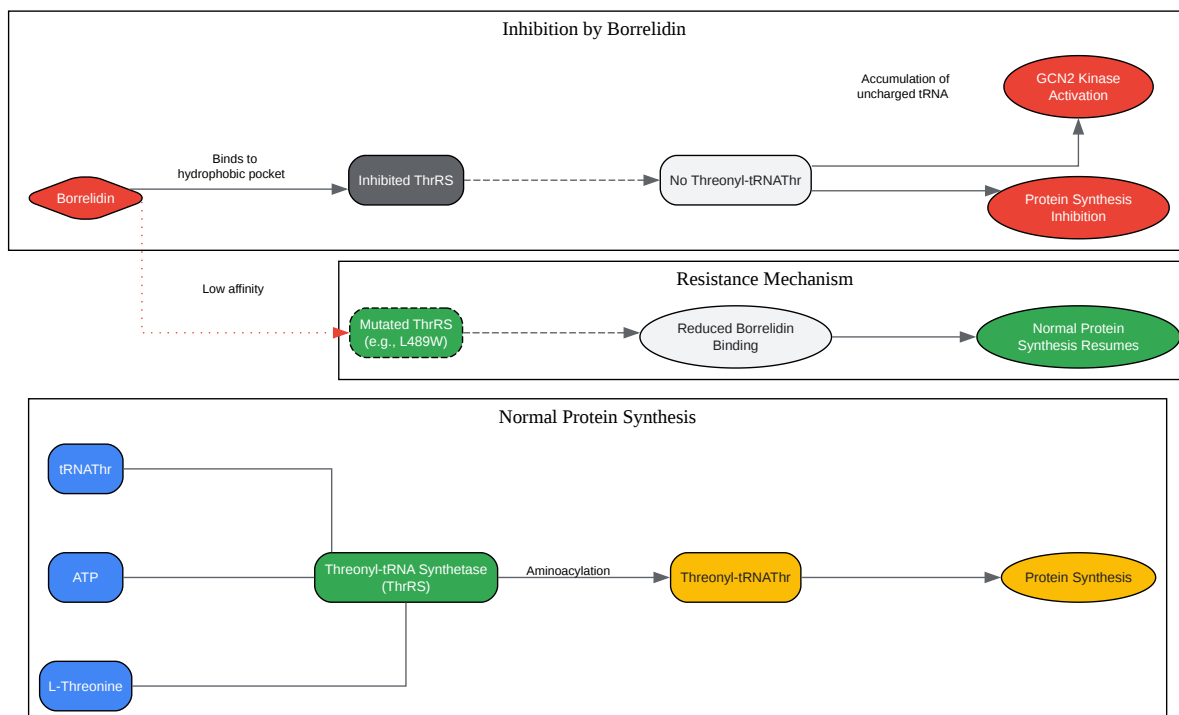 Inhibition by Borrelidin
Accumulation of
uncharged tRNA
GCN2 Kinase
Activation
Binds to
hydrophobic pocket
Borrelidin
Inhibited ThrRS
No Threonyl-tRNAThr
Protein Synthesis
Inhibition
Low affinity
Resistance Mechanism
Mutated ThrRS
(e.g., L489W)
Reduced Borrelidin
Binding
Normal Protein
Synthesis Resumes
Normal Protein Synthesis
tRNAThr
ATP
L-Threonine
Threonyl-tRNA Synthetase
(ThrRS)
Aminoacylation
Threonyl-tRNAThr
Protein Synthesis